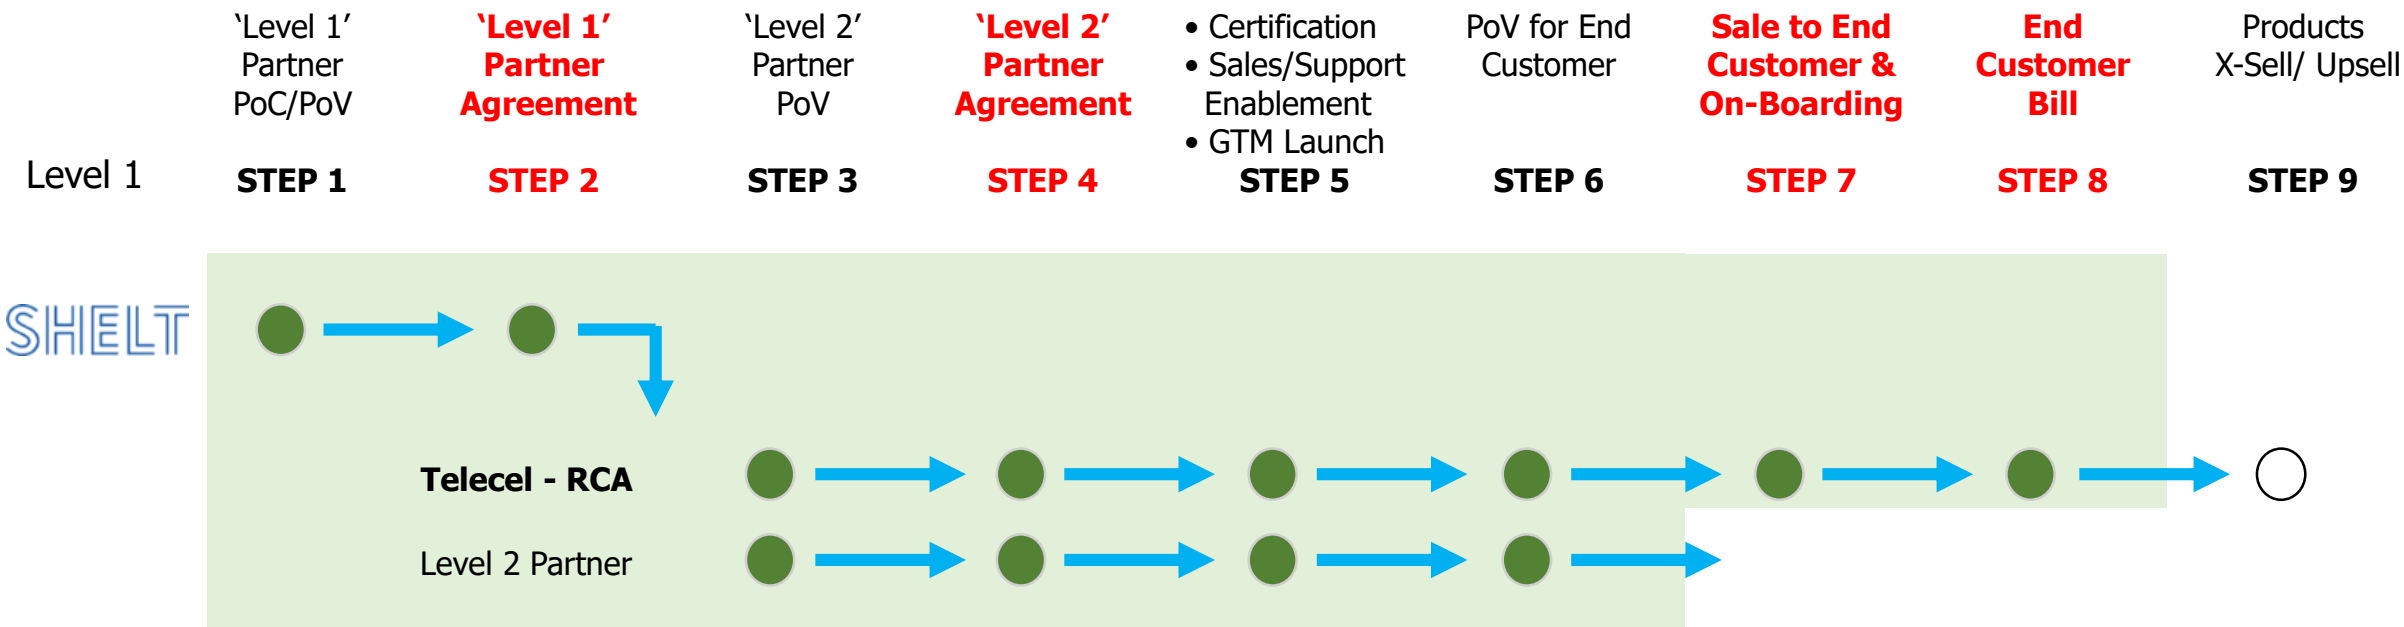 ‘Level 1’
Partner
PoC/PoV
‘Level 1’
Partner
Agreement
‘Level 2’
Partner
PoV
‘Level 2’
Partner
Agreement
• Certification
• Sales/Support
Enablement
• GTM Launch
PoV for End
Customer
Sale to End
Customer &
On-Boarding
End
Customer
Bill
Products
X-Sell/ Upsell
Level 1
STEP 1
STEP 2
STEP 3
STEP 4
STEP 5
STEP 6
STEP 7
STEP 8
STEP 9
SHELT
Telecel - RCA
Level 2 Partner